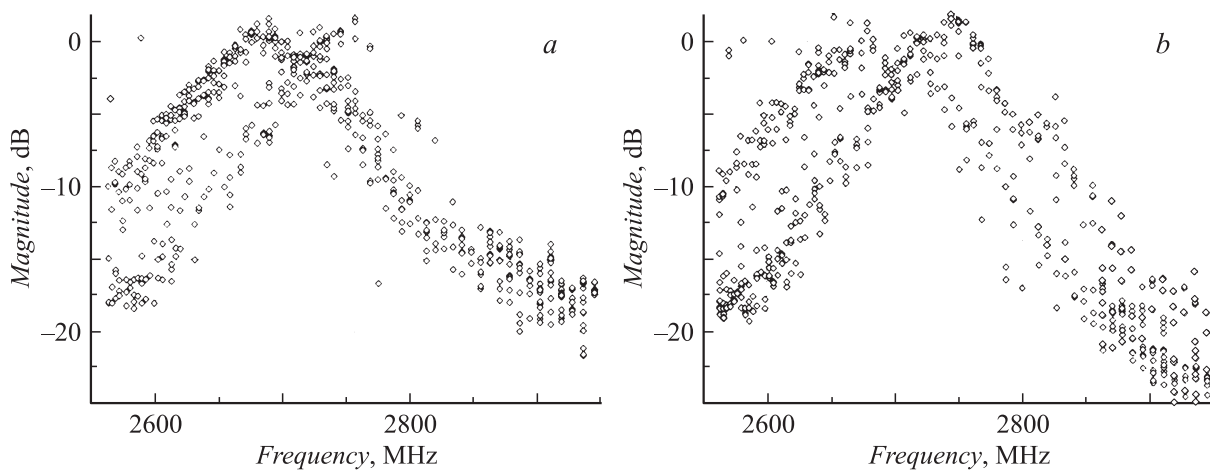 0
−10
−20
Magnitude, dB
2600
2800
Frequency, MHz
a
0
−10
−20
Magnitude, dB
2600
2800
Frequency, MHz
b